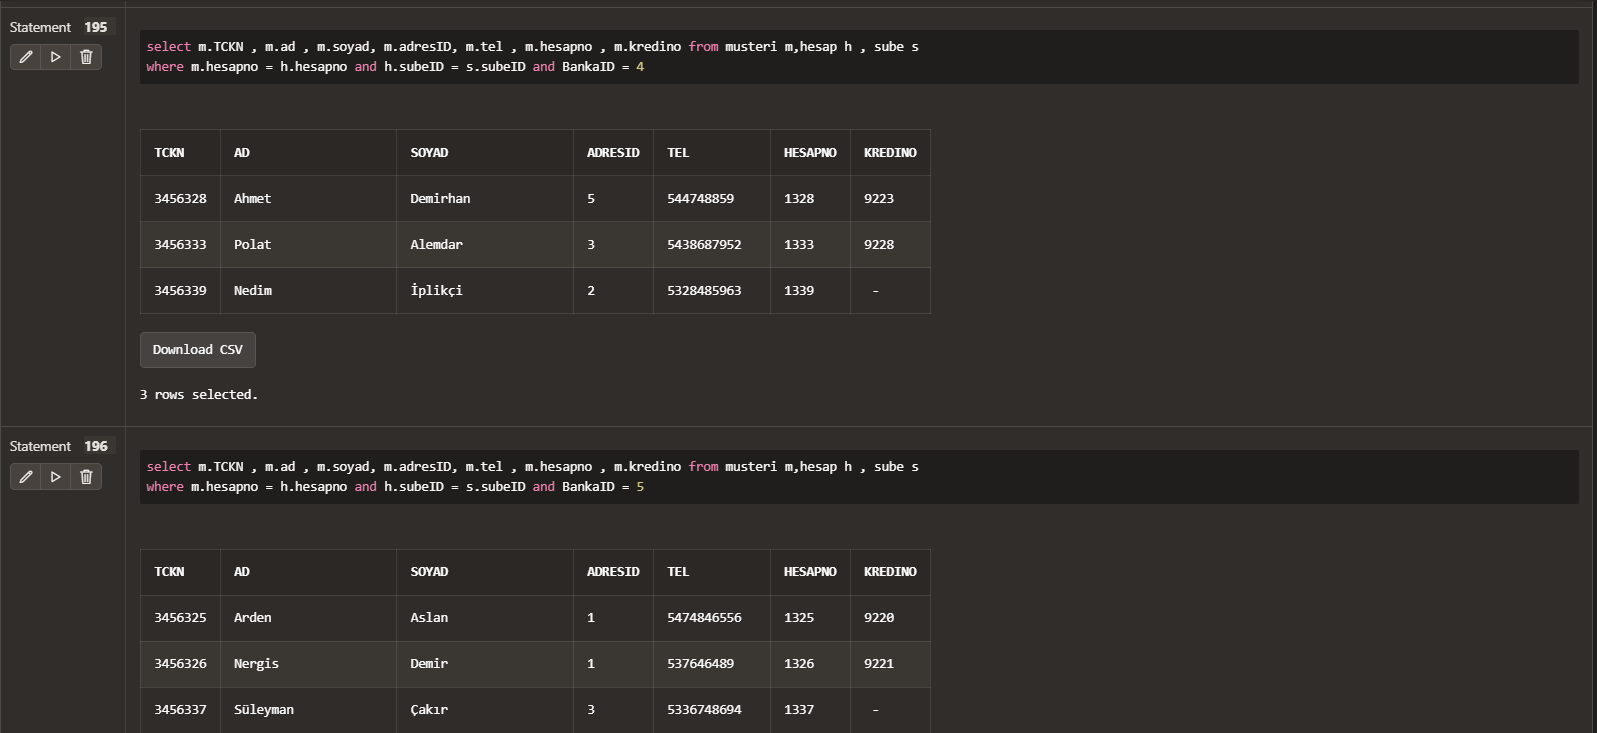 Statement 195
select m.TCKN , m.ad , m.soyad, m.adresID, m.tel , m.hesapno , m.kredino from musteri m,hesap h , sube s
where m.hesapno = h.hesapno and h.subeID = s.subeID and BankaID = 4
TCKN AD SOYAD ADRESID TEL HESAPNO KREDINO
3456328 Ahmet Demirhan 5 544748859 1328 9223
3456333 Polat Alemdar 3 5438687952 1333 9228
3456339 Nedim İplikçi 2 5328485963 1339 -
Download CSV
3 rows selected.
Statement 196
select m.TCKN , m.ad , m.soyad, m.adresID, m.tel , m.hesapno , m.kredino from musteri m,hesap h , sube s
where m.hesapno = h.hesapno and h.subeID = s.subeID and BankaID = 5
TCKN AD SOYAD ADRESID TEL HESAPNO KREDINO
3456325 Arden Aslan 1 5474846556 1325 9220
3456326 Nergis Demir 1 537646489 1326 9221
3456337 Süleyman Çakır 3 5336748694 1337 -